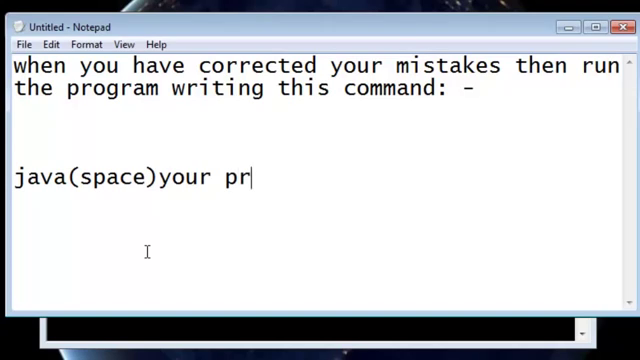 Untitled - Notepad
File Edit Format View Help
when you have corrected your mistakes then run
the program writing this command: -
java(space)your pr